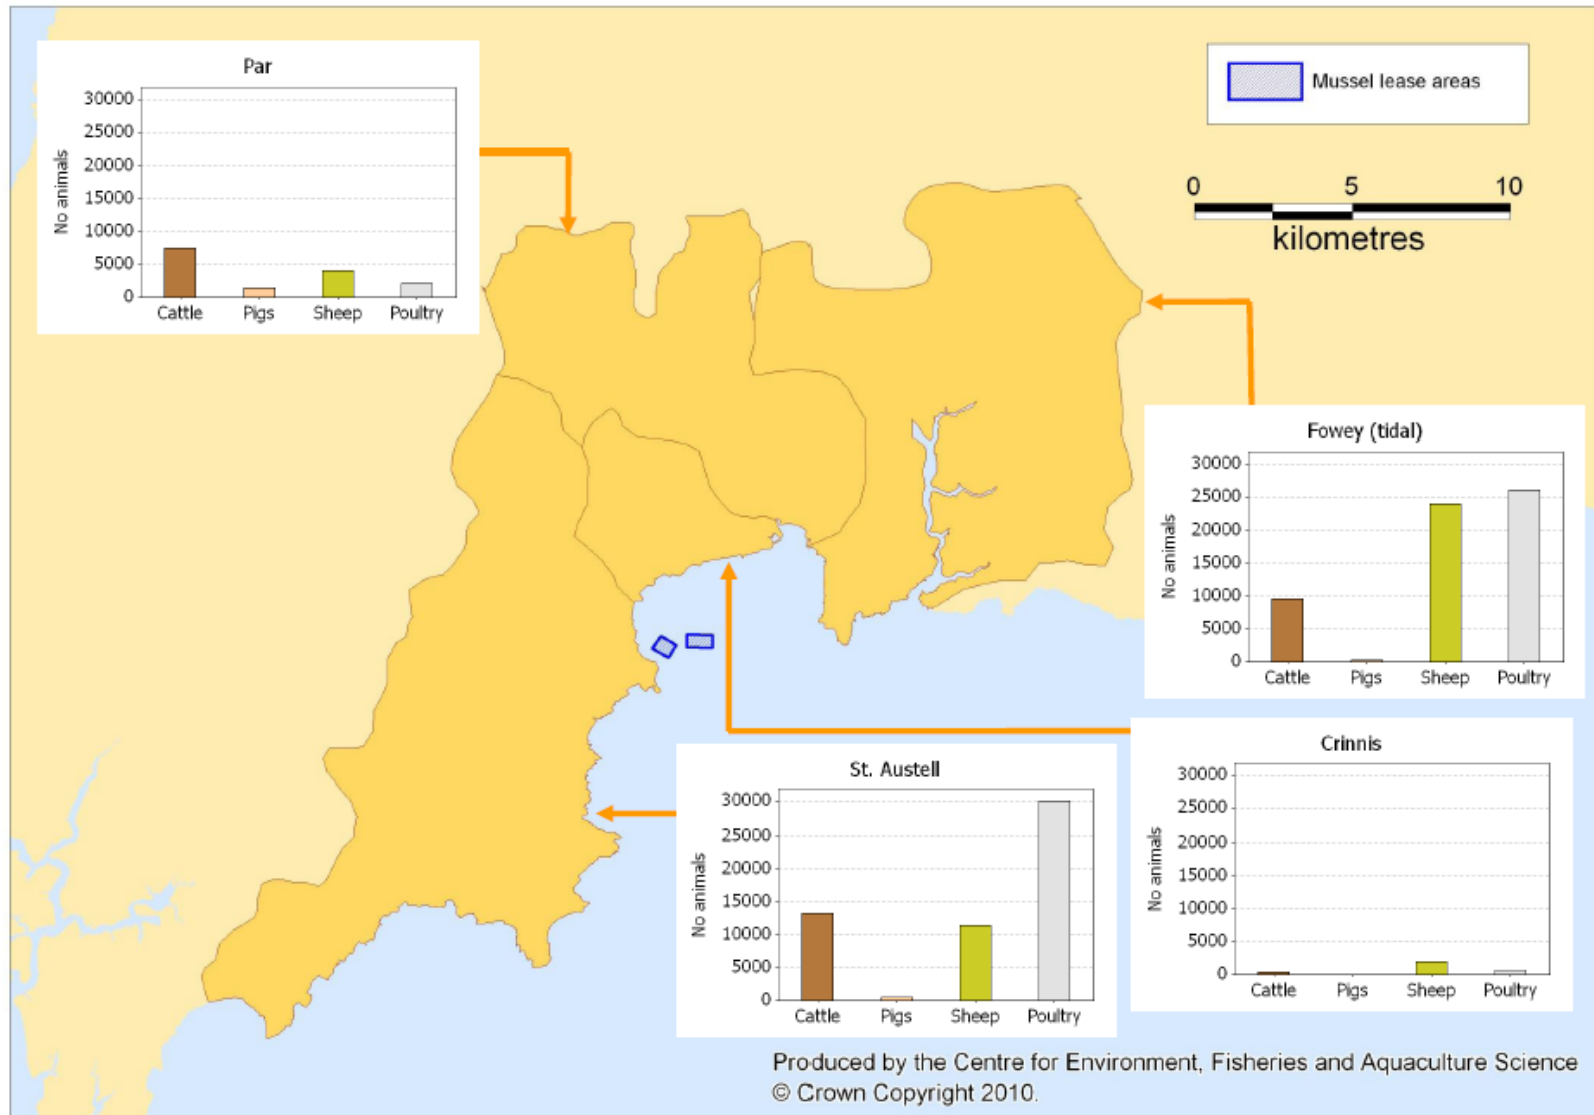 Par
No animals
30000
25000
20000
15000
10000
5000
0
Cattle Pigs Sheep Poultry
Mussel lease areas
0 5 10
kilometres
Fowey (tidal)
No animals
30000
25000
20000
15000
10000
5000
0
Cattle Pigs Sheep Poultry
Crinnis
No animals
30000
25000
20000
15000
10000
5000
0
Cattle Pigs Sheep Poultry
St. Austell
No animals
30000
25000
20000
15000
10000
5000
0
Cattle Pigs Sheep Poultry
Produced by the Centre for Environment, Fisheries and Aquaculture Science
© Crown Copyright 2010.